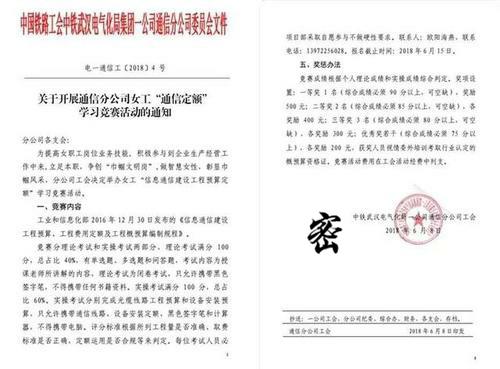 中国铁路工会中铁武汉电气化局集团一公司通信分公司委员会文件
电一通信工【2018】4 号
关于开展通信分公司女工“通信定额”
学习竞赛活动的通知
分公司各支会：
为提高女职工岗位业务技能，积极参与到企业生产经营工
作中来，立足本职，争创“巾帼文明岗”，做智慧女性，彰显巾
帼风采，分公司工会决定举办女工“信息通信建设工程预算定
额”学习竞赛活动。
一、竞赛内容
工业和信息化部 2016 年 12 月 30 日发布的《信息通信建设
工程预算、工程费用定额及工程概预算编制规程》。
竞赛分理论考试和实操考试两部分，理论考试满分 100
分，总占比 40%，有单选题，多选题和问答题，考试内容为
授课老师所讲解的内容，理论考试为闭卷考试，只允许携带黑色
签字笔，不得携带任何书籍资料。实操考试满分 100 分，总占
比 60%。实操考试分别完成光缆线路工程预算和设备安装预
算，只允许携带通信线路，设备安装定额，黑色签字笔和计算
器，不得携带电脑。评分标准根据所列工程量是否准确、取费
标准是否正确、定额运用是否合规等来判定。每位考试人员必
1
项目部采取自愿参与不做硬性要求。联系人：欧阳海燕，联系
电话：13972256028，报名截止时间：2018 年 6 月 15 日。
五、奖励办法
竞赛成绩根据个人理论成绩和实操成绩综合判定。奖项设
置：一等奖 1 名（综合成绩必须 90 分以上，可空缺），奖励
500 元；二等奖 2 名（综合成绩必须 85 分以上，可空缺），各
奖励 400 元；三等奖 3 名（综合成绩必须 80 分以上，可空
缺），各奖励 300 元；优秀奖若干（综合成绩必须 75 分以
上），各奖励 200 元，获奖人员视情委外培训考取行业认定的
概预算资格证。竞赛活动费用在工会活动经费中列支。
密
中铁武汉电气化局一公司通信分公司工会
2018 年 6 月 8 日
抄送：一公司工会，分公司纪委、综合办、财务、各支会，存档。
通信分公司工会 2018 年 6 月 8 日印发
3